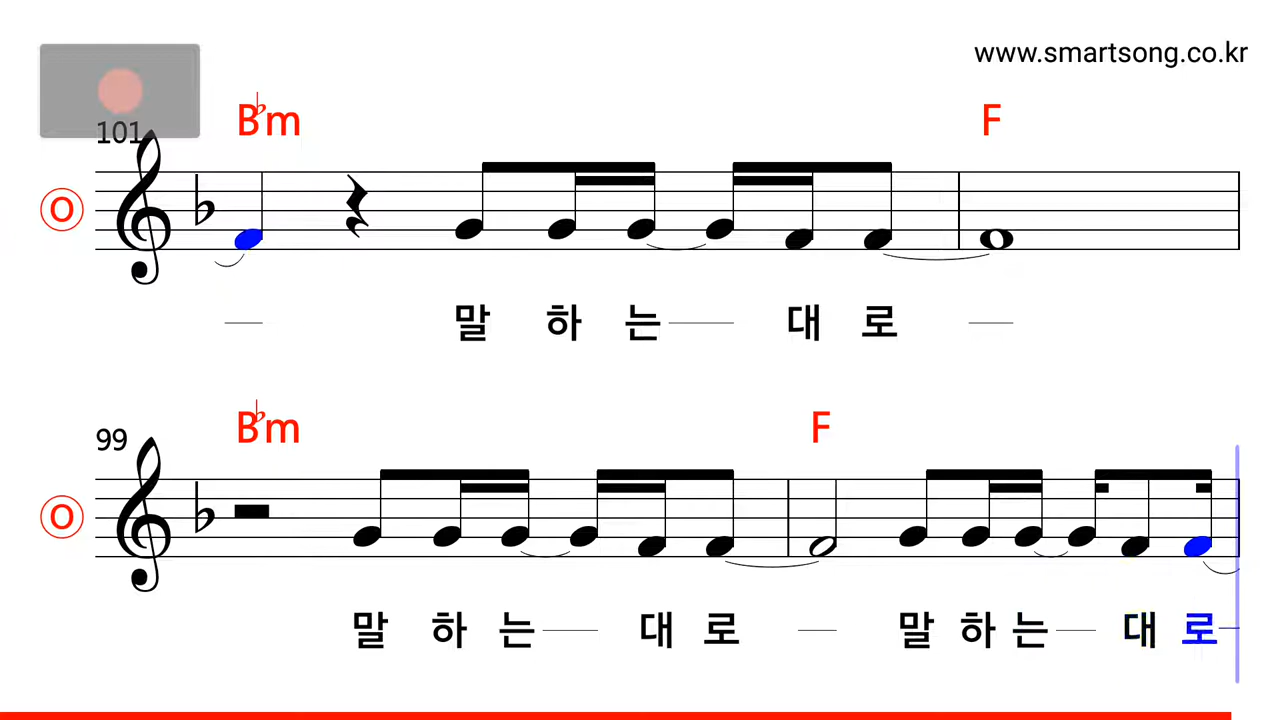 www.smartsong.co.kr
101 B♭m F
O
말 하 는 대 로
99 B♭m F
O
말 하 는 대 로 말 하 는 대 로